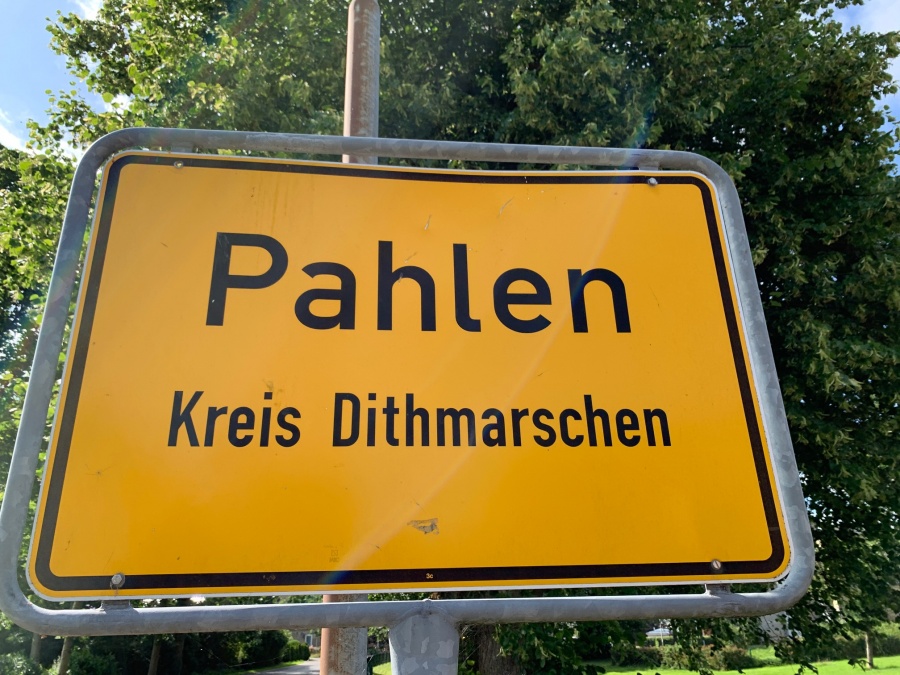 Pahlen
Kreis Dithmarschen